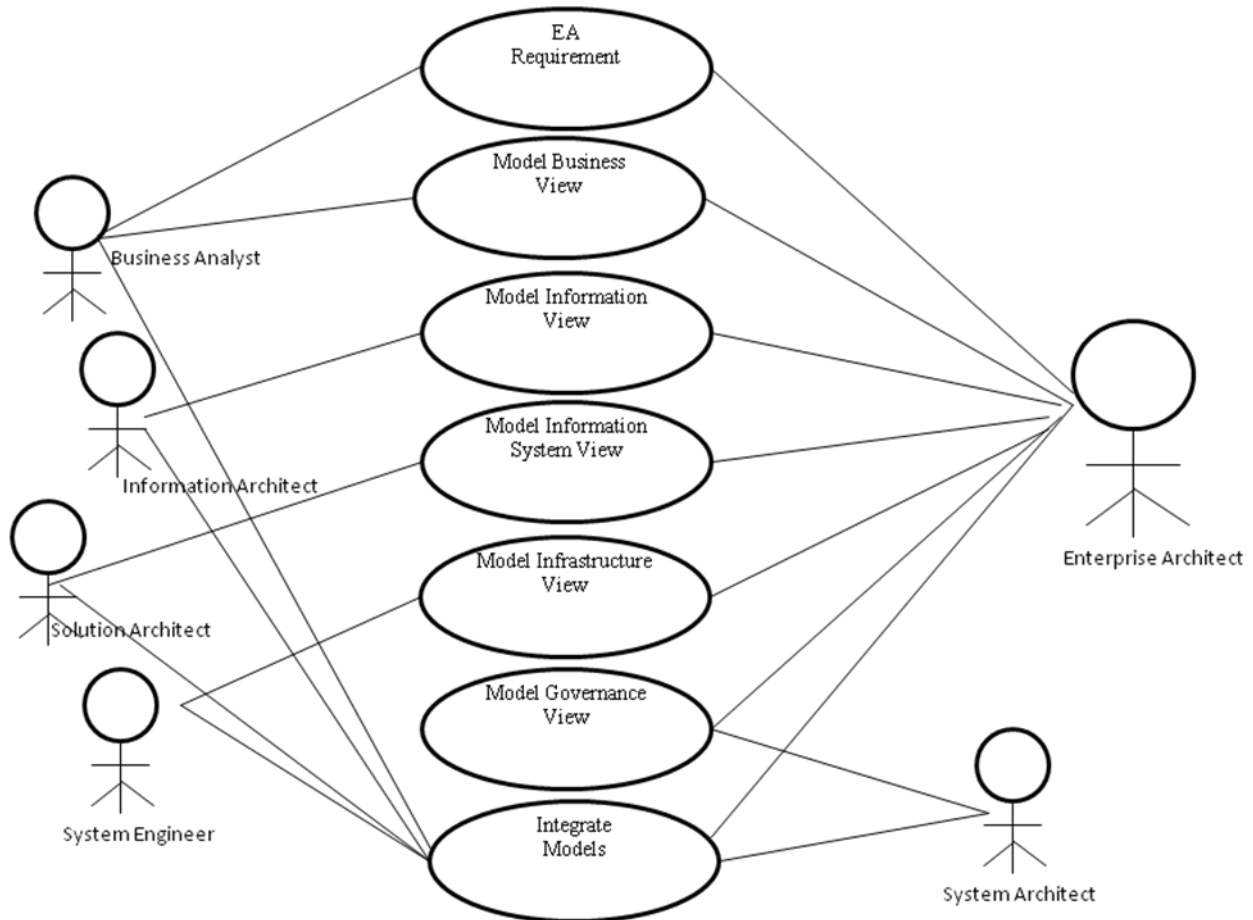 EA
Requirement
Model Business
View
Business Analyst
Model Information
View
Information Architect
Model Information
System View
Enterprise Architect
Solution Architect
Model Infrastructure
View
System Engineer
Model Governance
View
Integrate
Models
System Architect